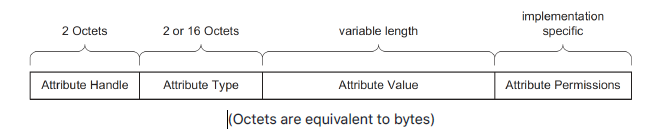 implementation
specific
2 Octets 2 or 16 Octets variable length
Attribute Handle Attribute Type Attribute Value Attribute Permissions
(Octets are equivalent to bytes)